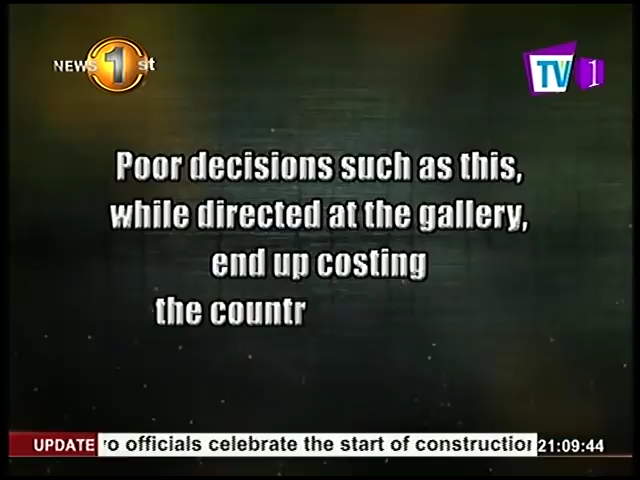 NEWS 1st
TV 1
Poor decisions such as this,
while directed at the gallery,
end up costing
the countr
UPDATE
officials celebrate the start of construction
21:09:44